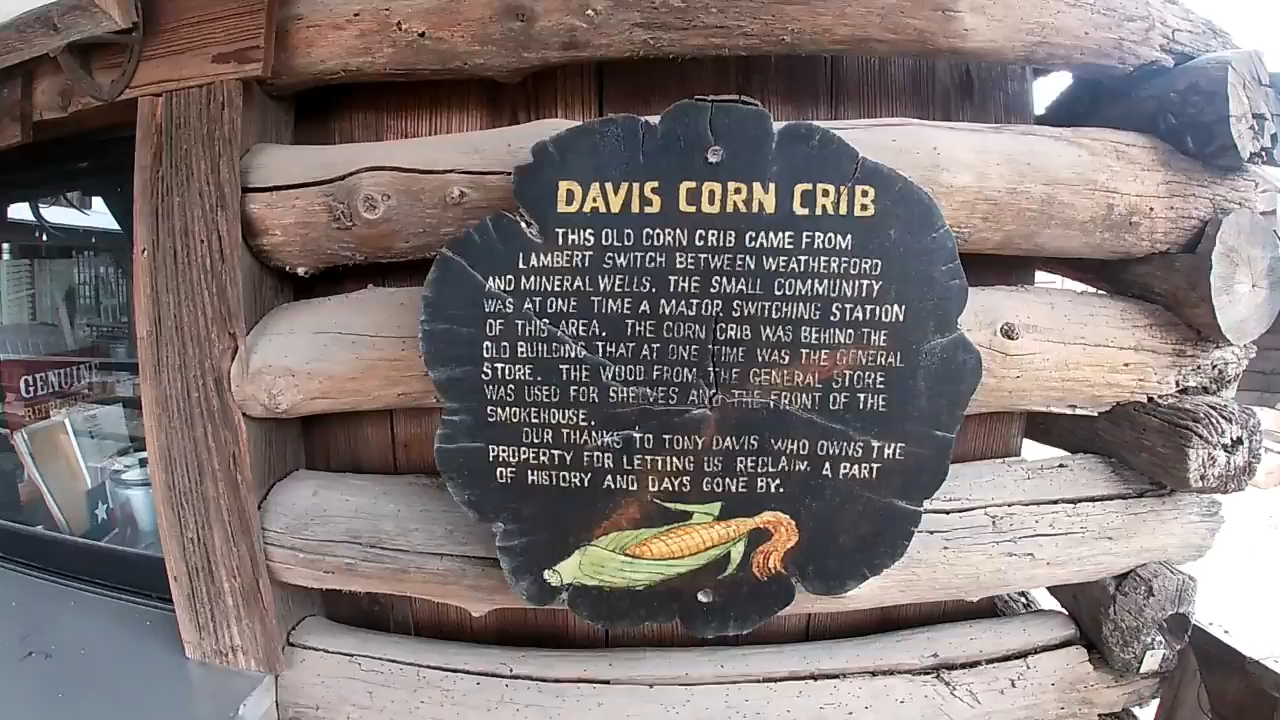 DAVIS CORN CRIB
THIS OLD CORN CRIB CAME FROM
LAMBERT SWITCH BETWEEN WEATHERFORD
AND MINERAL WELLS. THE SMALL COMMUNITY
WAS AT ONE TIME A MAJOR SWITCHING STATION
OF THIS AREA. THE CORN CRIB WAS BEHIND THE
OLD BUILDING THAT AT ONE TIME WAS THE GENERAL
STORE. THE WOOD FROM THE GENERAL STORE
WAS USED FOR SHELVES AND THE FRONT OF THE
SMOKEHOUSE.
OUR THANKS TO TONY DAVIS WHO OWNS THE
PROPERTY FOR LETTING US RECLAIM, A PART
OF HISTORY AND DAYS GONE BY.
GENUINE